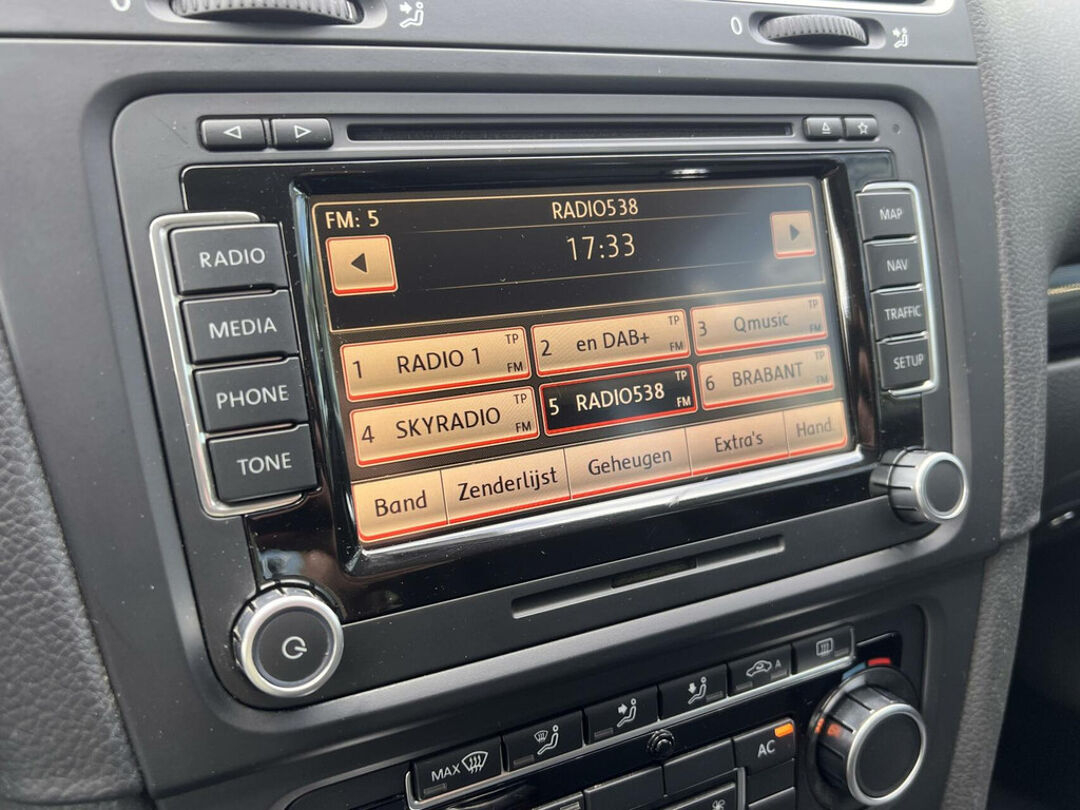 0
0
FM: 5
RADIO538
17:33
RADIO
MEDIA
PHONE
TONE
MAP
NAV
TRAFFIC
SETUP
1 RADIO 1 TP FM
2 en DAB+ TP FM
3 Qmusic TP FM
4 SKYRADIO TP FM
5 RADIO538 TP FM
6 BRABANT TP FM
Band Zenderlijst Geheugen Extra's Hand
MAX
A
AC